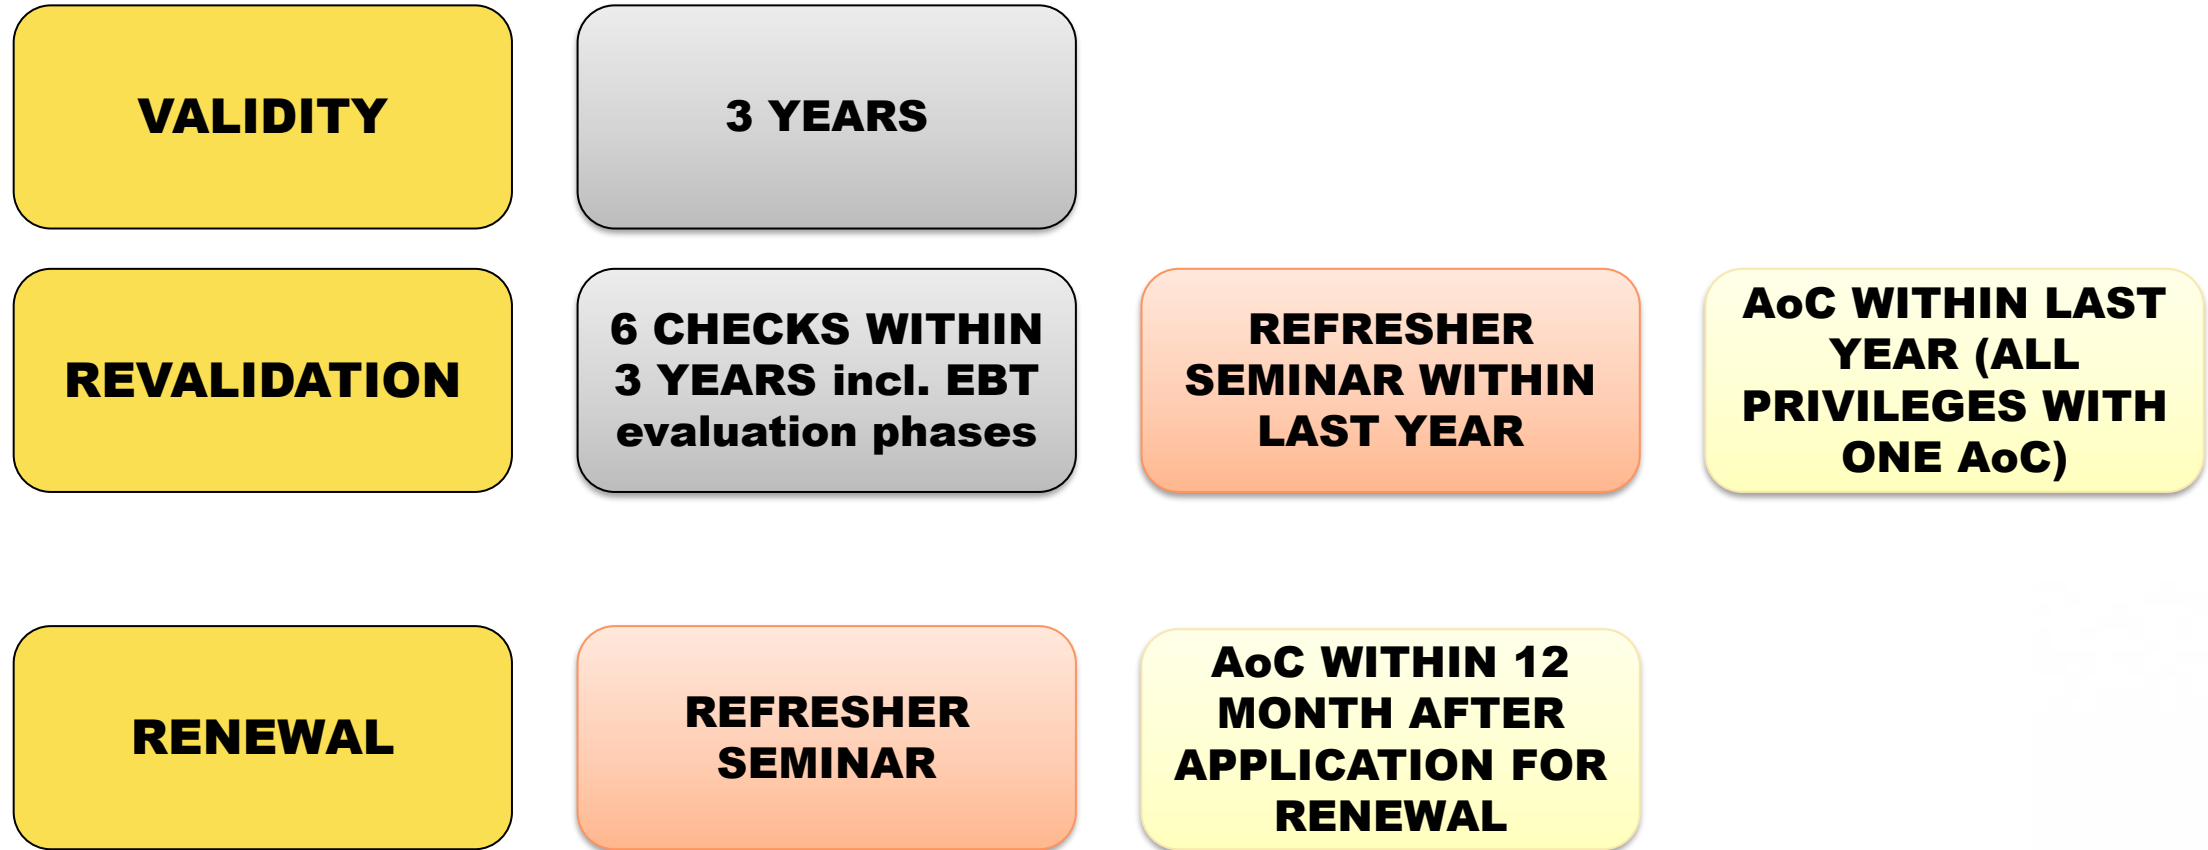 VALIDITY
3 YEARS
REVALIDATION
6 CHECKS WITHIN
3 YEARS incl. EBT
evaluation phases
REFRESHER
SEMINAR WITHIN
LAST YEAR
AoC WITHIN LAST
YEAR (ALL
PRIVILEGES WITH
ONE AoC)
RENEWAL
REFRESHER
SEMINAR
AoC WITHIN 12
MONTH AFTER
APPLICATION FOR
RENEWAL